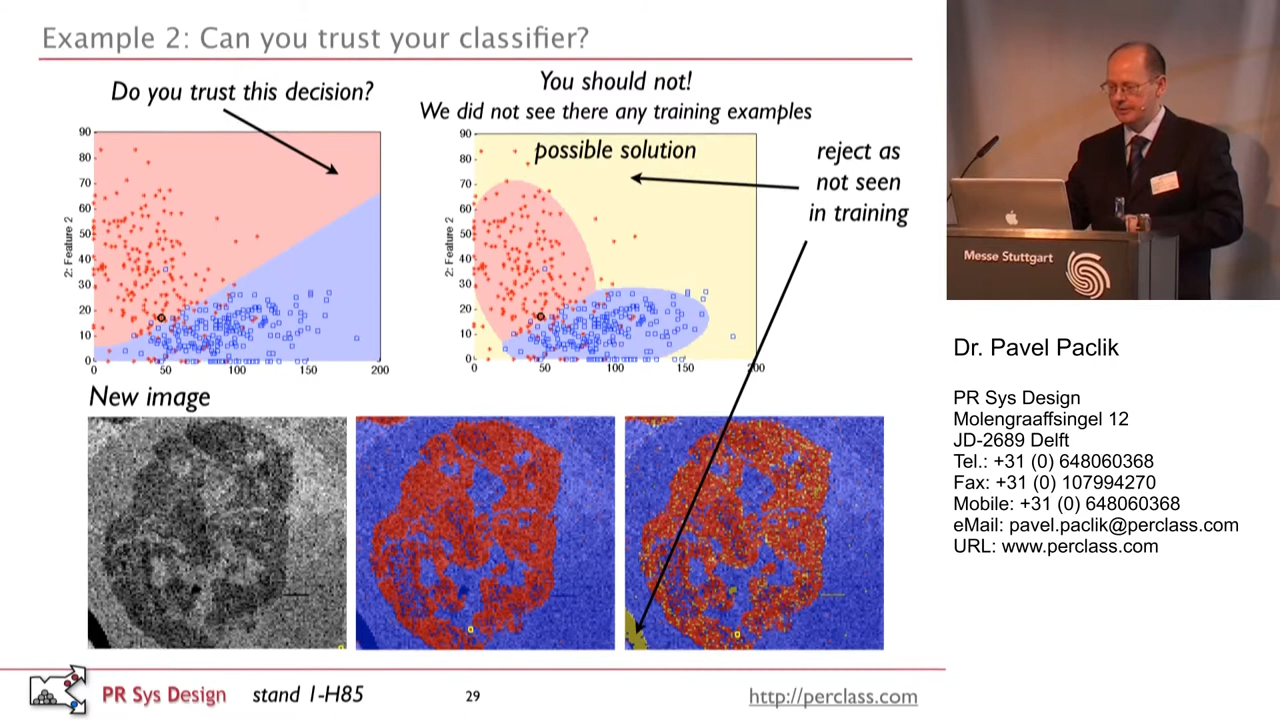 Example 2: Can you trust your classifier?
Do you trust this decision?
You should not!
We did not see there any training examples
possible solution
reject as
not seen
in training
90
80
70
60
50
40
30
20
10
0
2: Feature 2
0
50
100
150
200
90
80
70
60
50
40
30
20
10
0
2: Feature 2
0
50
100
150
200
New image
PR Sys Design
stand 1-H85
29
http://perclass.com
Messe Stuttgart
Dr. Pavel Paclik
PR Sys Design
Molengraaffsingel 12
JD-2689 Delft
Tel.: +31 (0) 648060368
Fax: +31 (0) 107994270
Mobile: +31 (0) 648060368
eMail: pavel.paclik@perclass.com
URL: www.perclass.com